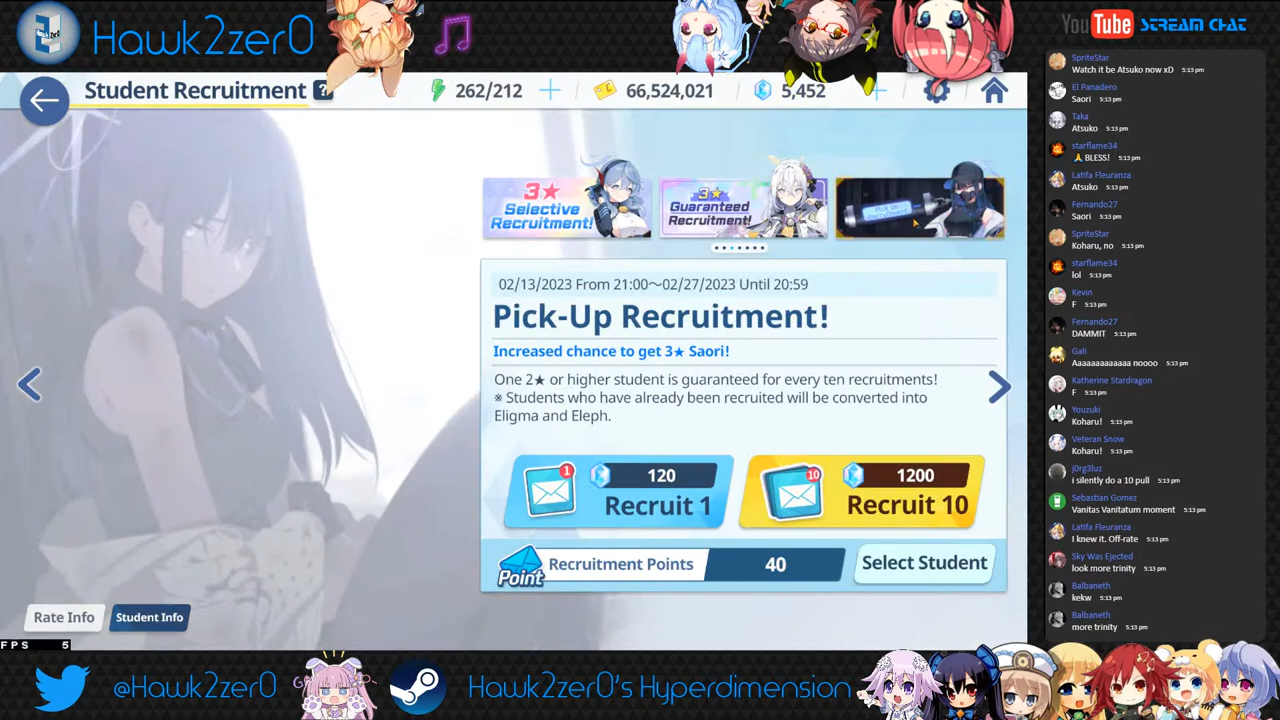 Hawk2zer0
Student Recruitment ?
262/212
66,524,021
5,452
3★ Selective Recruitment!
3★ Guaranteed Recruitment!
02/13/2023 From 21:00～02/27/2023 Until 20:59
Pick-Up Recruitment!
Increased chance to get 3★ Saori!
One 2★ or higher student is guaranteed for every ten recruitments!
※ Students who have already been recruited will be converted into
Eligma and Eleph.
1
120
Recruit 1
10
1200
Recruit 10
Point
Recruitment Points
40
Select Student
Rate Info
Student Info
FPS 5
@Hawk2zer0
Hawk2zer0's Hyperdimension
YouTube STREAM CHAT
SpriteStar
Watch it be Atsuko now xD 5:13 pm
El Panadero
Saori 5:13 pm
Taka
Atsuko 5:13 pm
starflame34
🙏BLESS! 5:13 pm
Latifa Fleuranza
Atsuko 5:13 pm
Fernando27
Saori 5:13 pm
SpriteStar
Koharu, no 5:13 pm
starflame34
lol 5:13 pm
Kevin
F 5:13 pm
Fernando27
DAMMIT 5:13 pm
Gali
Aaaaaaaaaaaa noooo 5:13 pm
Katherine Stardragon
F 5:13 pm
Youzuki
Koharu! 5:13 pm
Veteran Snow
Koharu! 5:13 pm
j0rg3luz
i silently do a 10 pull 5:13 pm
Sebastian Gomez
Vanitas Vanitatum moment 5:13 pm
Latifa Fleuranza
I knew it. Off-rate 5:13 pm
Sky Was Ejected
look more trinity 5:13 pm
Balbaneth
kekw 5:13 pm
Balbaneth
more trinity 5:13 pm